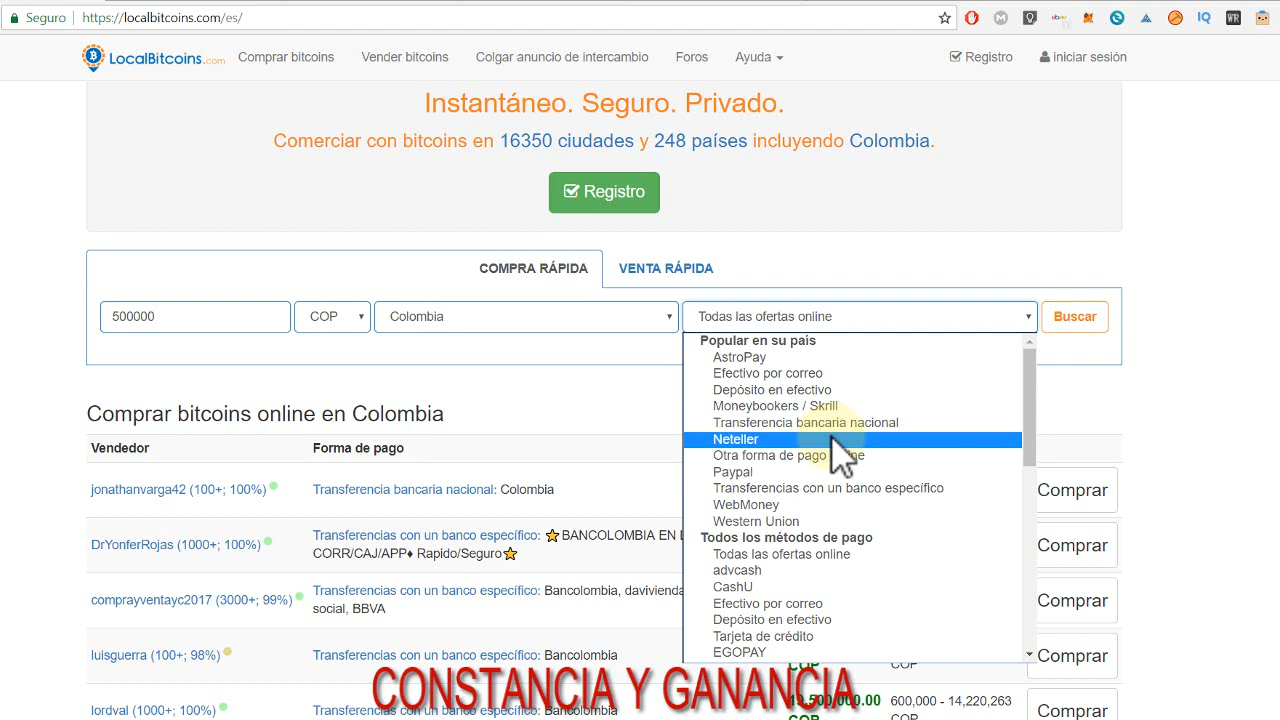 Seguro https://localbitcoins.com/es/
LocalBitcoins.com Comprar bitcoins Vender bitcoins Colgar anuncio de intercambio Foros Ayuda Registro iniciar sesión
Instantáneo. Seguro. Privado.
Comerciar con bitcoins en 16350 ciudades y 248 países incluyendo Colombia.
Registro
COMPRA RÁPIDA VENTA RÁPIDA
500000 COP Colombia Todas las ofertas online Buscar
Popular en su país
AstroPay
Efectivo por correo
Depósito en efectivo
Moneybookers / Skrill
Transferencia bancaria nacional
Neteller
Otra forma de pago
Paypal
Transferencias con un banco específico
WebMoney
Western Union
Todos los métodos de pago
Todas las ofertas online
advcash
CashU
Efectivo por correo
Depósito en efectivo
Tarjeta de crédito
EGOPAY
Comprar bitcoins online en Colombia
Vendedor Forma de pago
jonathanvarga42 (100+; 100%) Transferencia bancaria nacional: Colombia Comprar
DrYonferRojas (1000+; 100%) Transferencias con un banco específico: ⭐BANCOLOMBIA EN Comprar
CORR/CAJ/APP♦ Rapido/Seguro⭐
comprayventayc2017 (3000+; 99%) Transferencias con un banco específico: Bancolombia, davivienda Comprar
social, BBVA
luisguerra (100+; 98%) Transferencias con un banco específico: Bancolombia COP COP Comprar
CONSTANCIA Y GANANCIA
lordval (1000+; 100%) Transferencias con un banco específico: Bancolombia 600,000 - 14,220,263 Comprar
COP COP